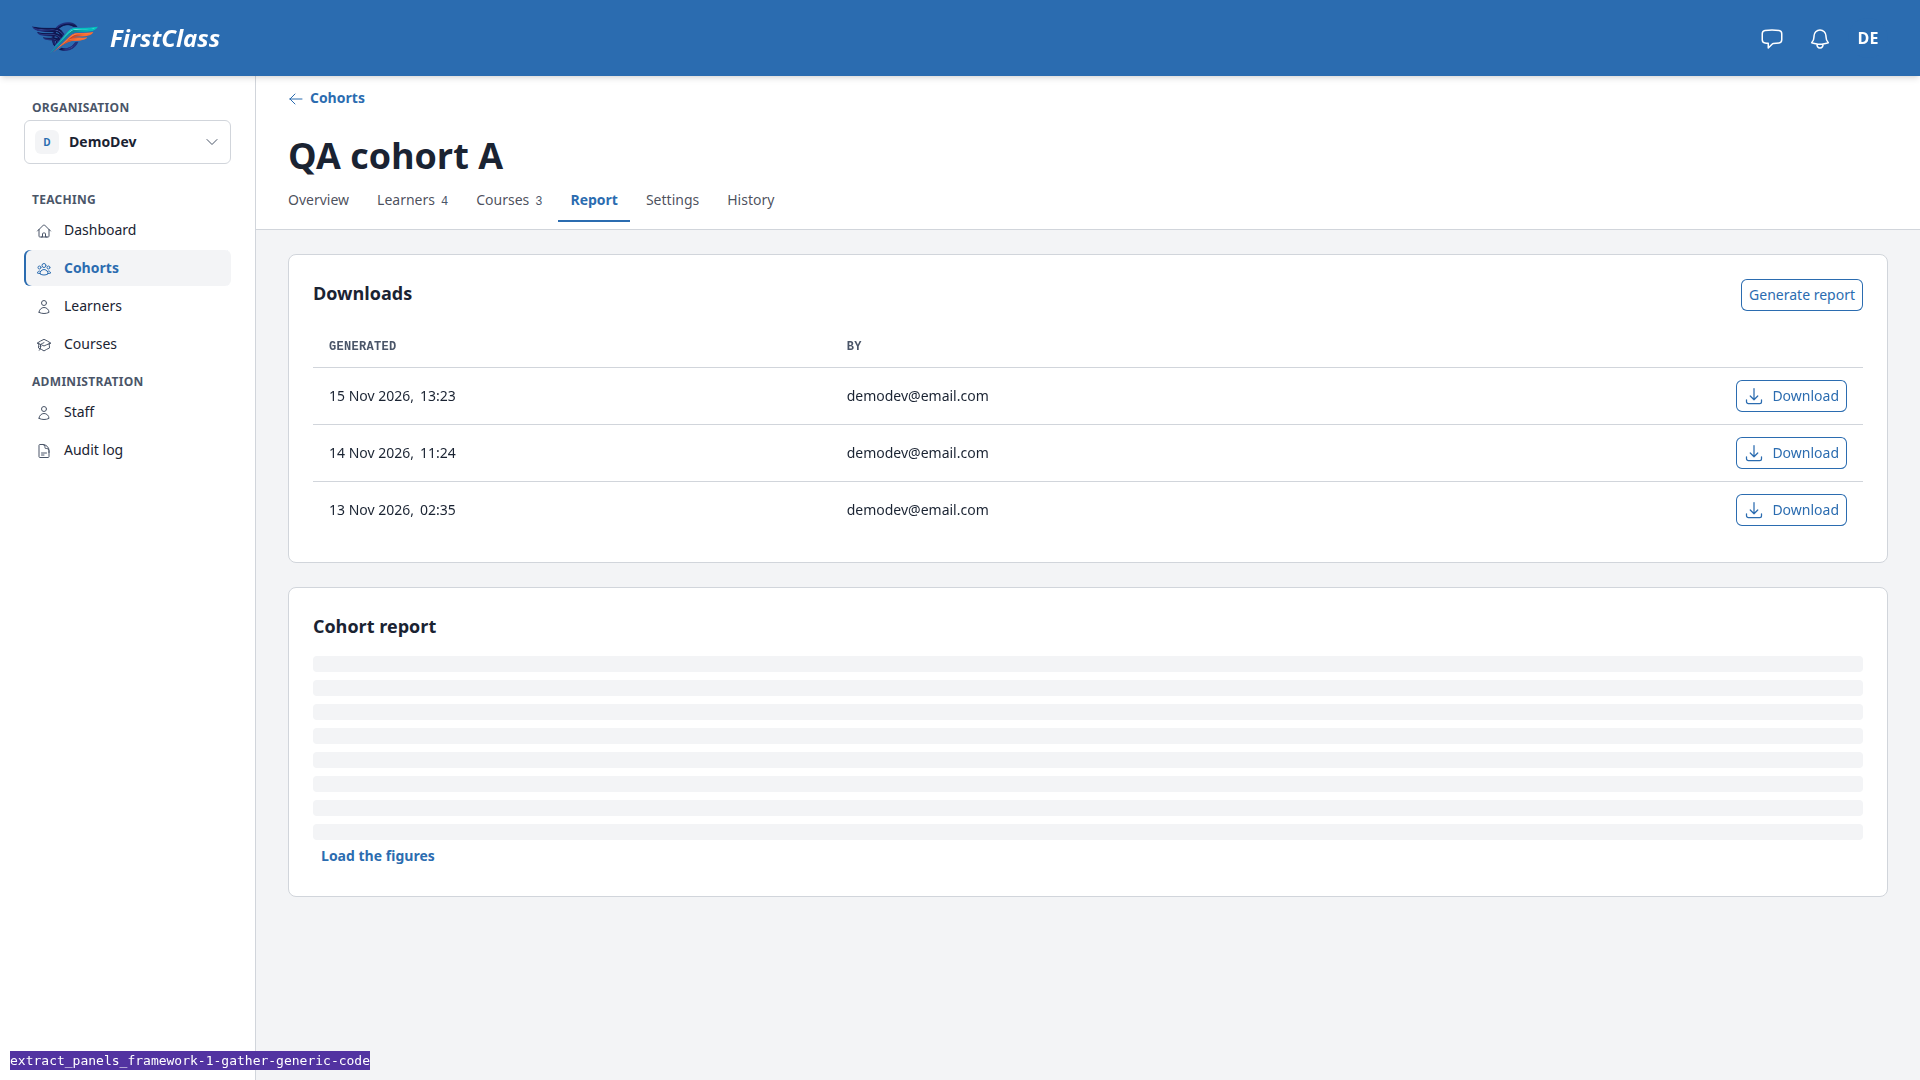 FirstClass
DE
ORGANISATION
D DemoDev
TEACHING
Dashboard
Cohorts
Learners
Courses
ADMINISTRATION
Staff
Audit log
Cohorts
QA cohort A
Overview Learners 4 Courses 3 Report Settings History
Downloads
Generate report
GENERATED BY
15 Nov 2026, 13:23 demodev@email.com Download
14 Nov 2026, 11:24 demodev@email.com Download
13 Nov 2026, 02:35 demodev@email.com Download
Cohort report
Load the figures
extract_panels_framework-1-gather-generic-code